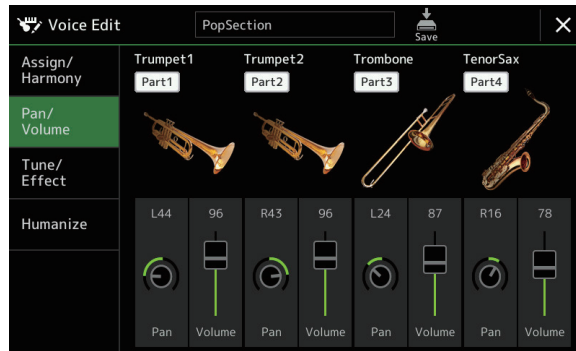 Voice Edit
PopSection
Save
Assign/
Harmony
Pan/
Volume
Tune/
Effect
Humanize
Trumpet1
Trumpet2
Trombone
TenorSax
Part1
Part2
Part3
Part4
L44
96
R43
96
L24
87
R16
78
Pan
Volume
Pan
Volume
Pan
Volume
Pan
Volume